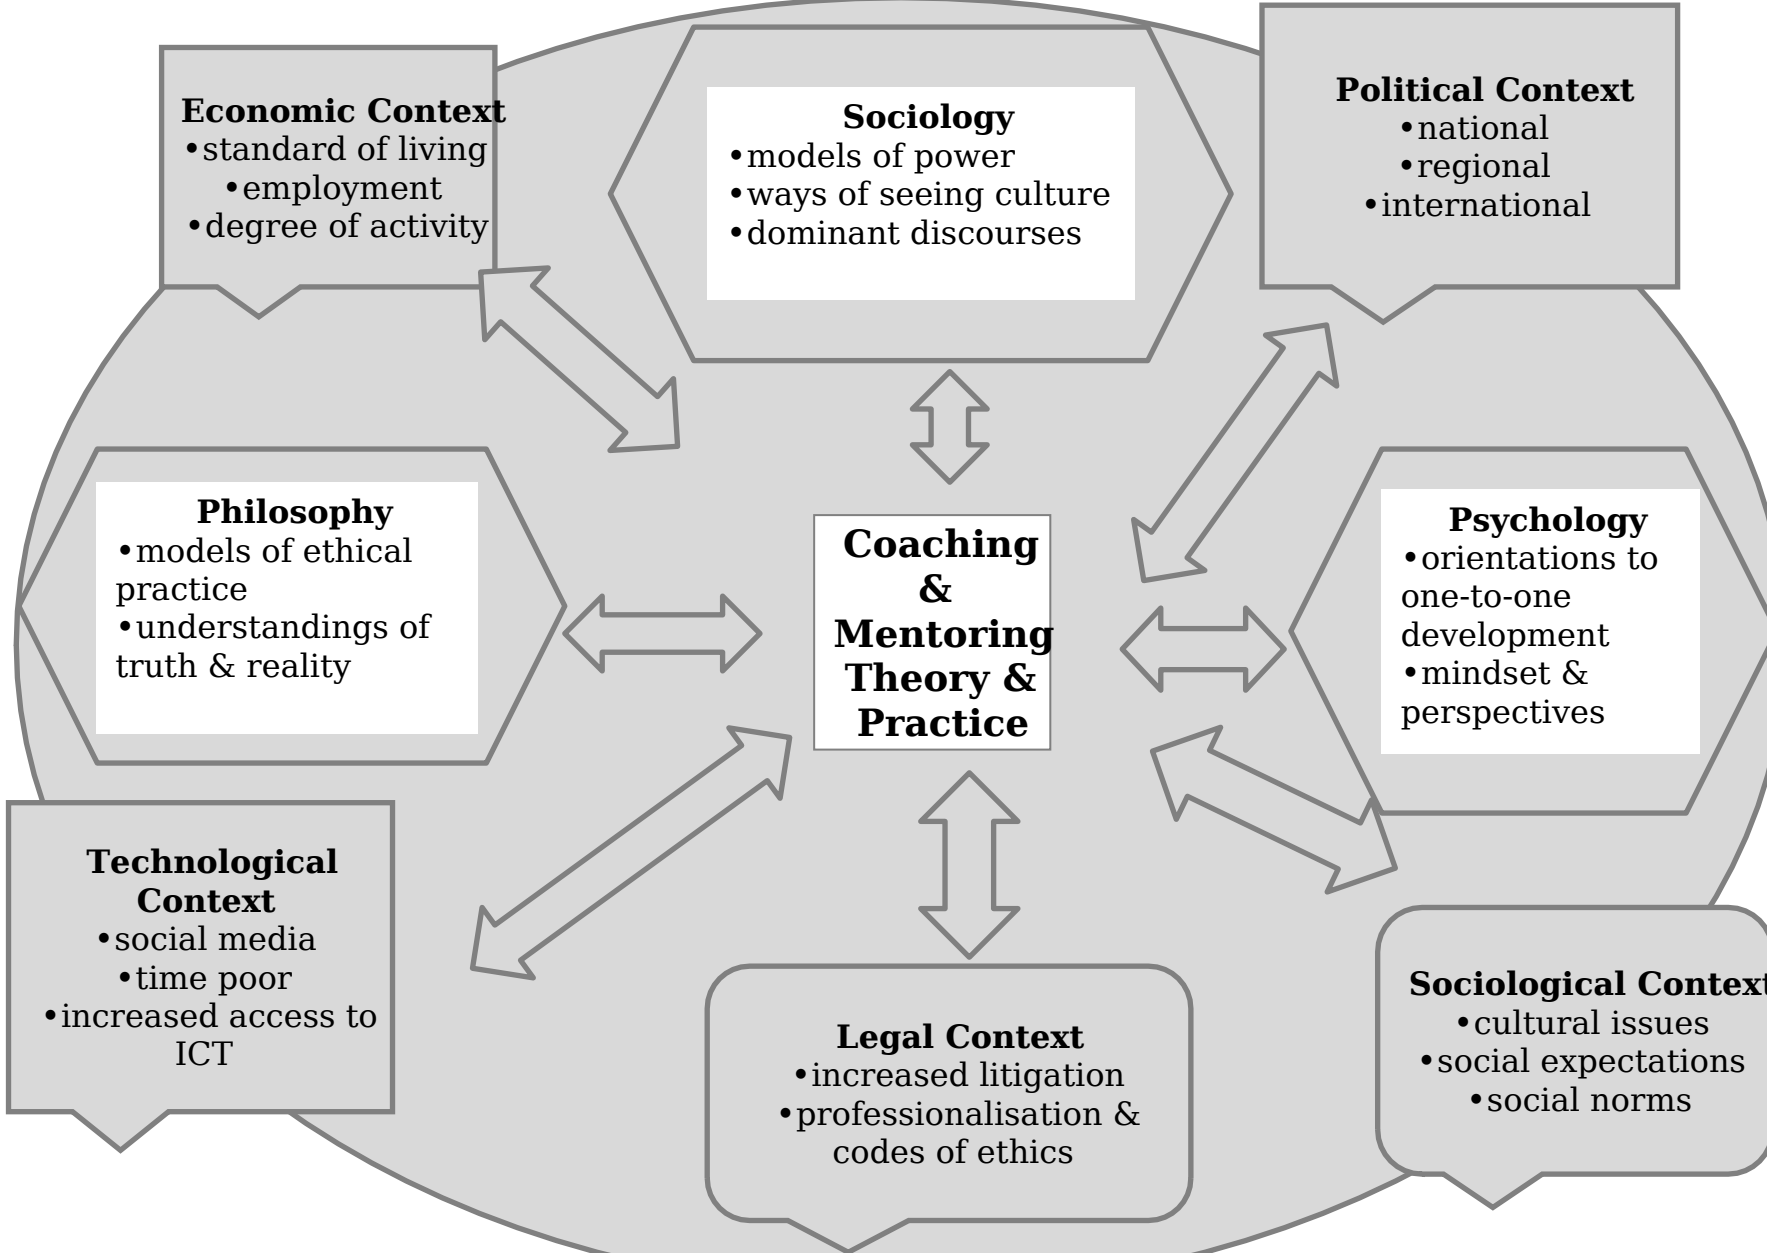 Economic Context
•standard of living
•employment
•degree of activity
Sociology
•models of power
•ways of seeing culture
•dominant discourses
Political Context
•national
•regional
•international
Philosophy
•models of ethical
practice
•understandings of
truth & reality
Coaching
&
Mentoring
Theory &
Practice
Psychology
•orientations to
one-to-one
development
•mindset &
perspectives
Technological
Context
•social media
•time poor
•increased access to
ICT
Legal Context
•increased litigation
•professionalisation &
codes of ethics
Sociological Context
•cultural issues
•social expectations
•social norms